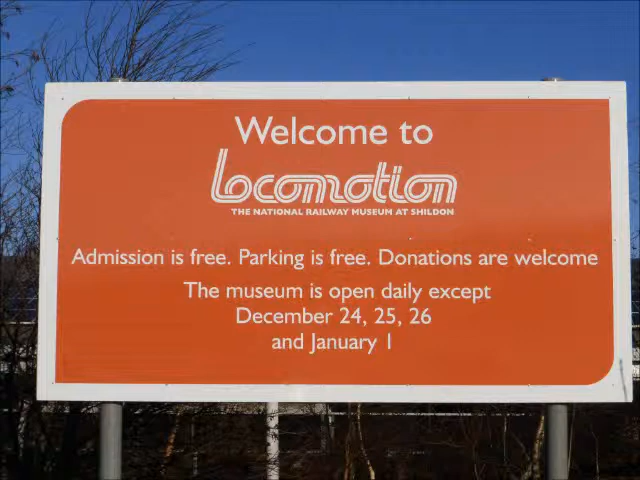 Welcome to
locomotion
THE NATIONAL RAILWAY MUSEUM AT SHILDON
Admission is free. Parking is free. Donations are welcome
The museum is open daily except
December 24, 25, 26
and January 1